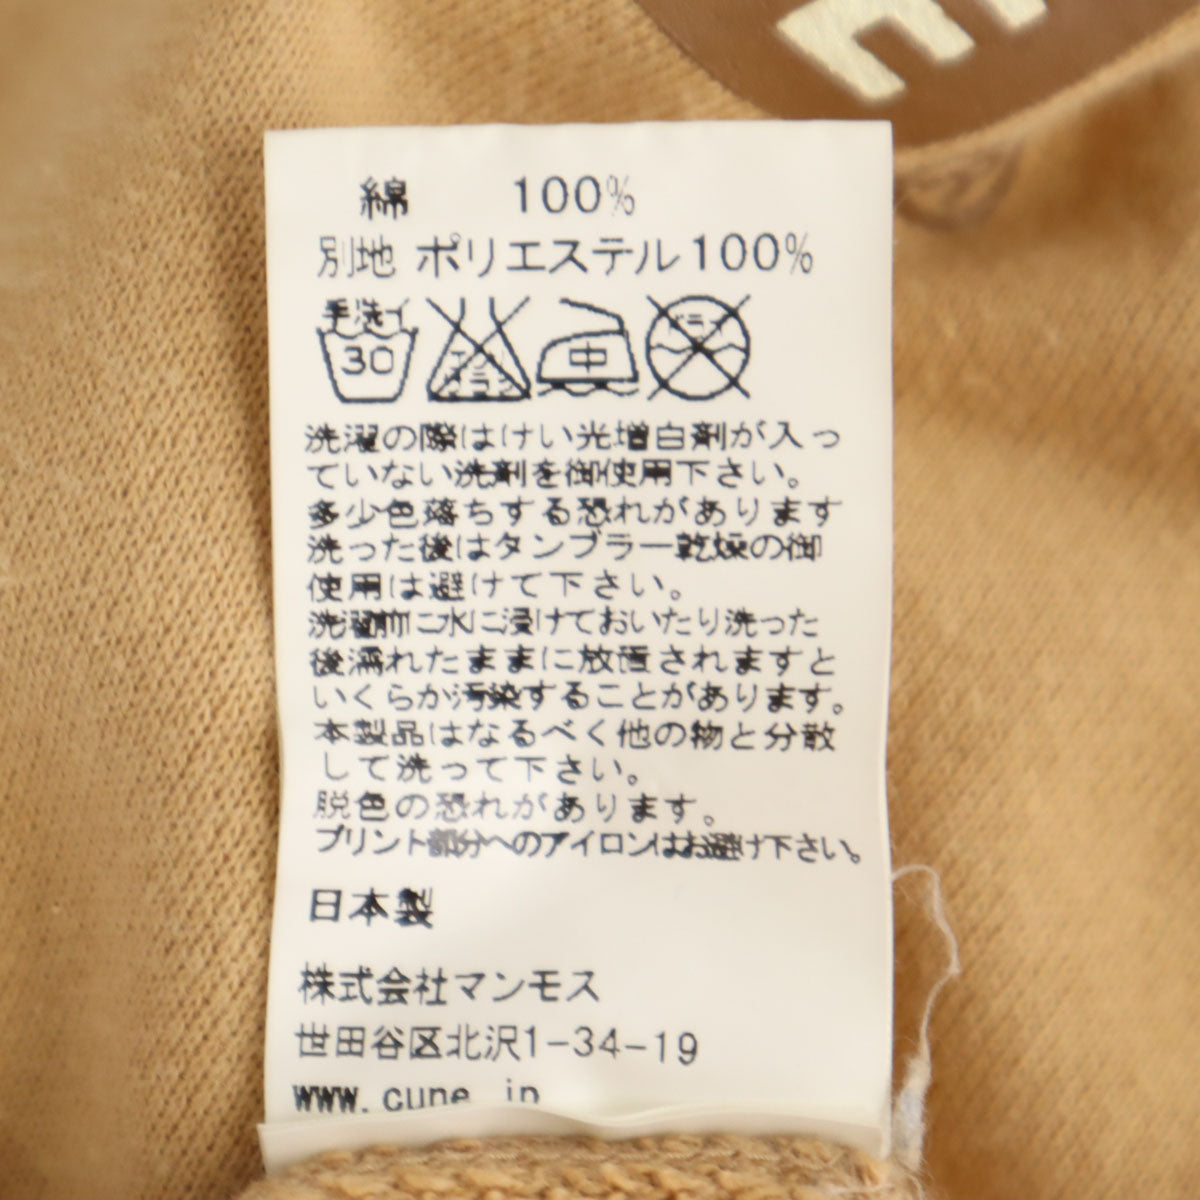 E
綿 100%
別地 ポリエステル100%
手洗イ
30
エンソ
サラシ
中
ドライ
洗濯の際はけい光増白剤が入っ
ていない洗剤を御使用下さい。
多少色落ちする恐れがあります
洗った後はタンブラー乾燥の御
使用は避けて下さい。
洗濯前に水に浸けておいたり洗った
後濡れたままに放置されますと
いくらか汚染することがあります。
本製品はなるべく他の物と分散
して洗って下さい。
脱色の恐れがあります。
プリント部分へのアイロンはお避け下さい。
日本製
株式会社マンモス
世田谷区北沢1-34-19
www.cune.jp